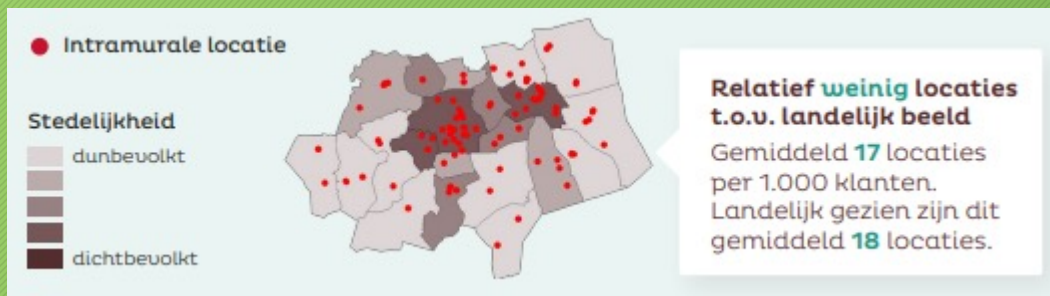 Intramurale locatie
Stedelijkheid
dunbevolkt
dichtbevolkt
Relatief weinig locaties
t.o.v. landelijk beeld
Gemiddeld 17 locaties
per 1.000 klanten.
Landelijk gezien zijn dit
gemiddeld 18 locaties.